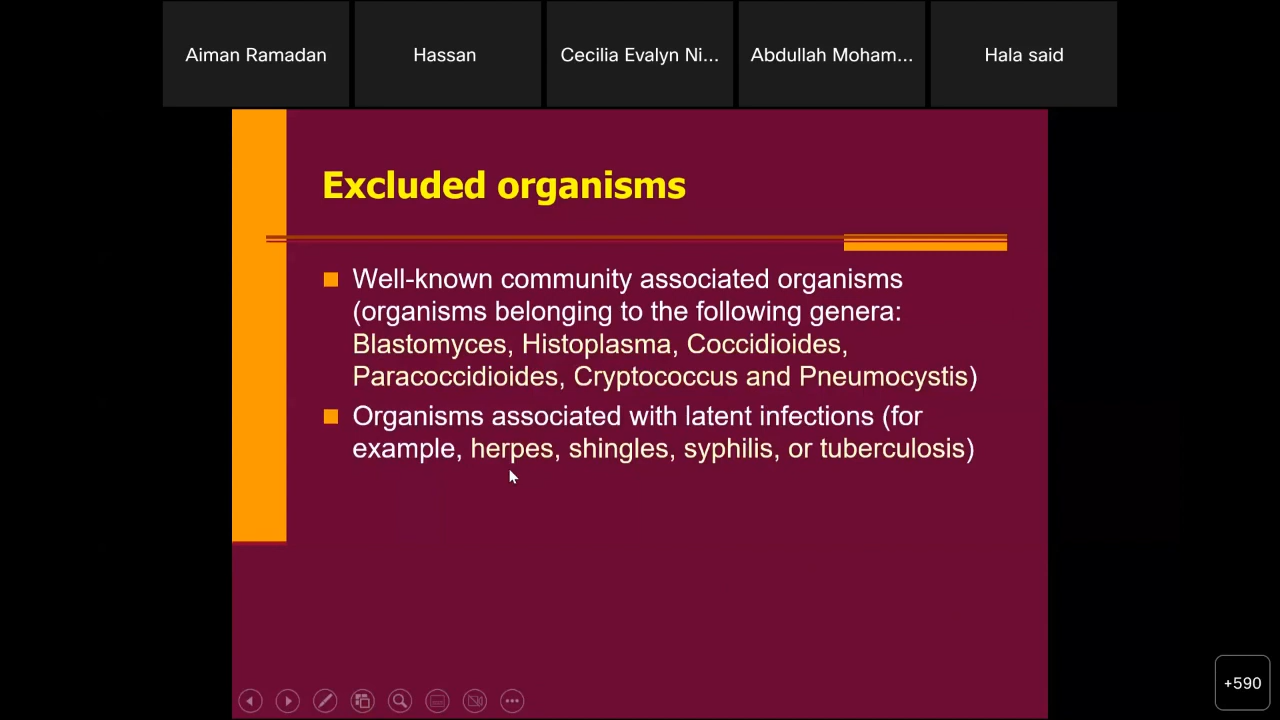 Aiman Ramadan
Hassan
Cecilia Evalyn Ni...
Abdullah Moham...
Hala said
Excluded organisms
Well-known community associated organisms
(organisms belonging to the following genera:
Blastomyces, Histoplasma, Coccidioides,
Paracoccidioides, Cryptococcus and Pneumocystis)
Organisms associated with latent infections (for
example, herpes, shingles, syphilis, or tuberculosis)
+590